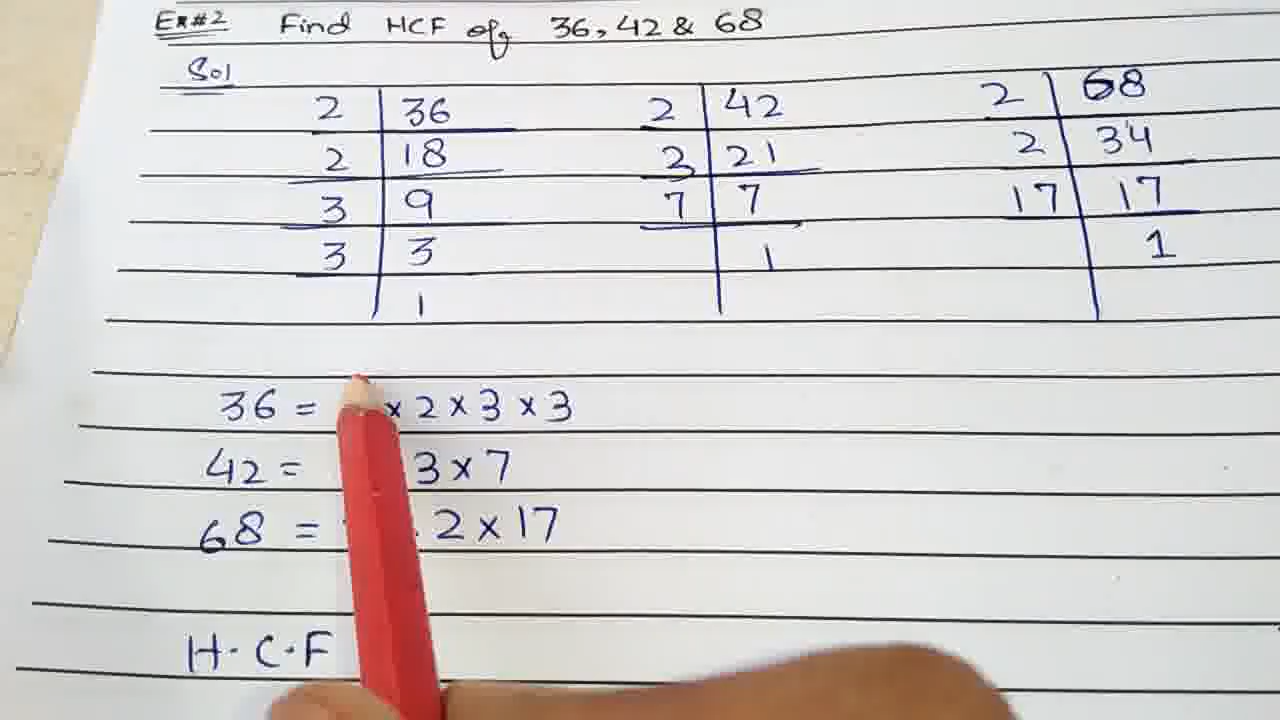 Ex#2 Find HCF of 36, 42 & 68
Sol
2 36 2 42 2 68
2 18 3 21 2 34
3 9 7 7 17 17
3 3 1 1
1
36 = × 2 × 3 × 3
42 = 3 × 7
68 = 2 × 17
H.C.F